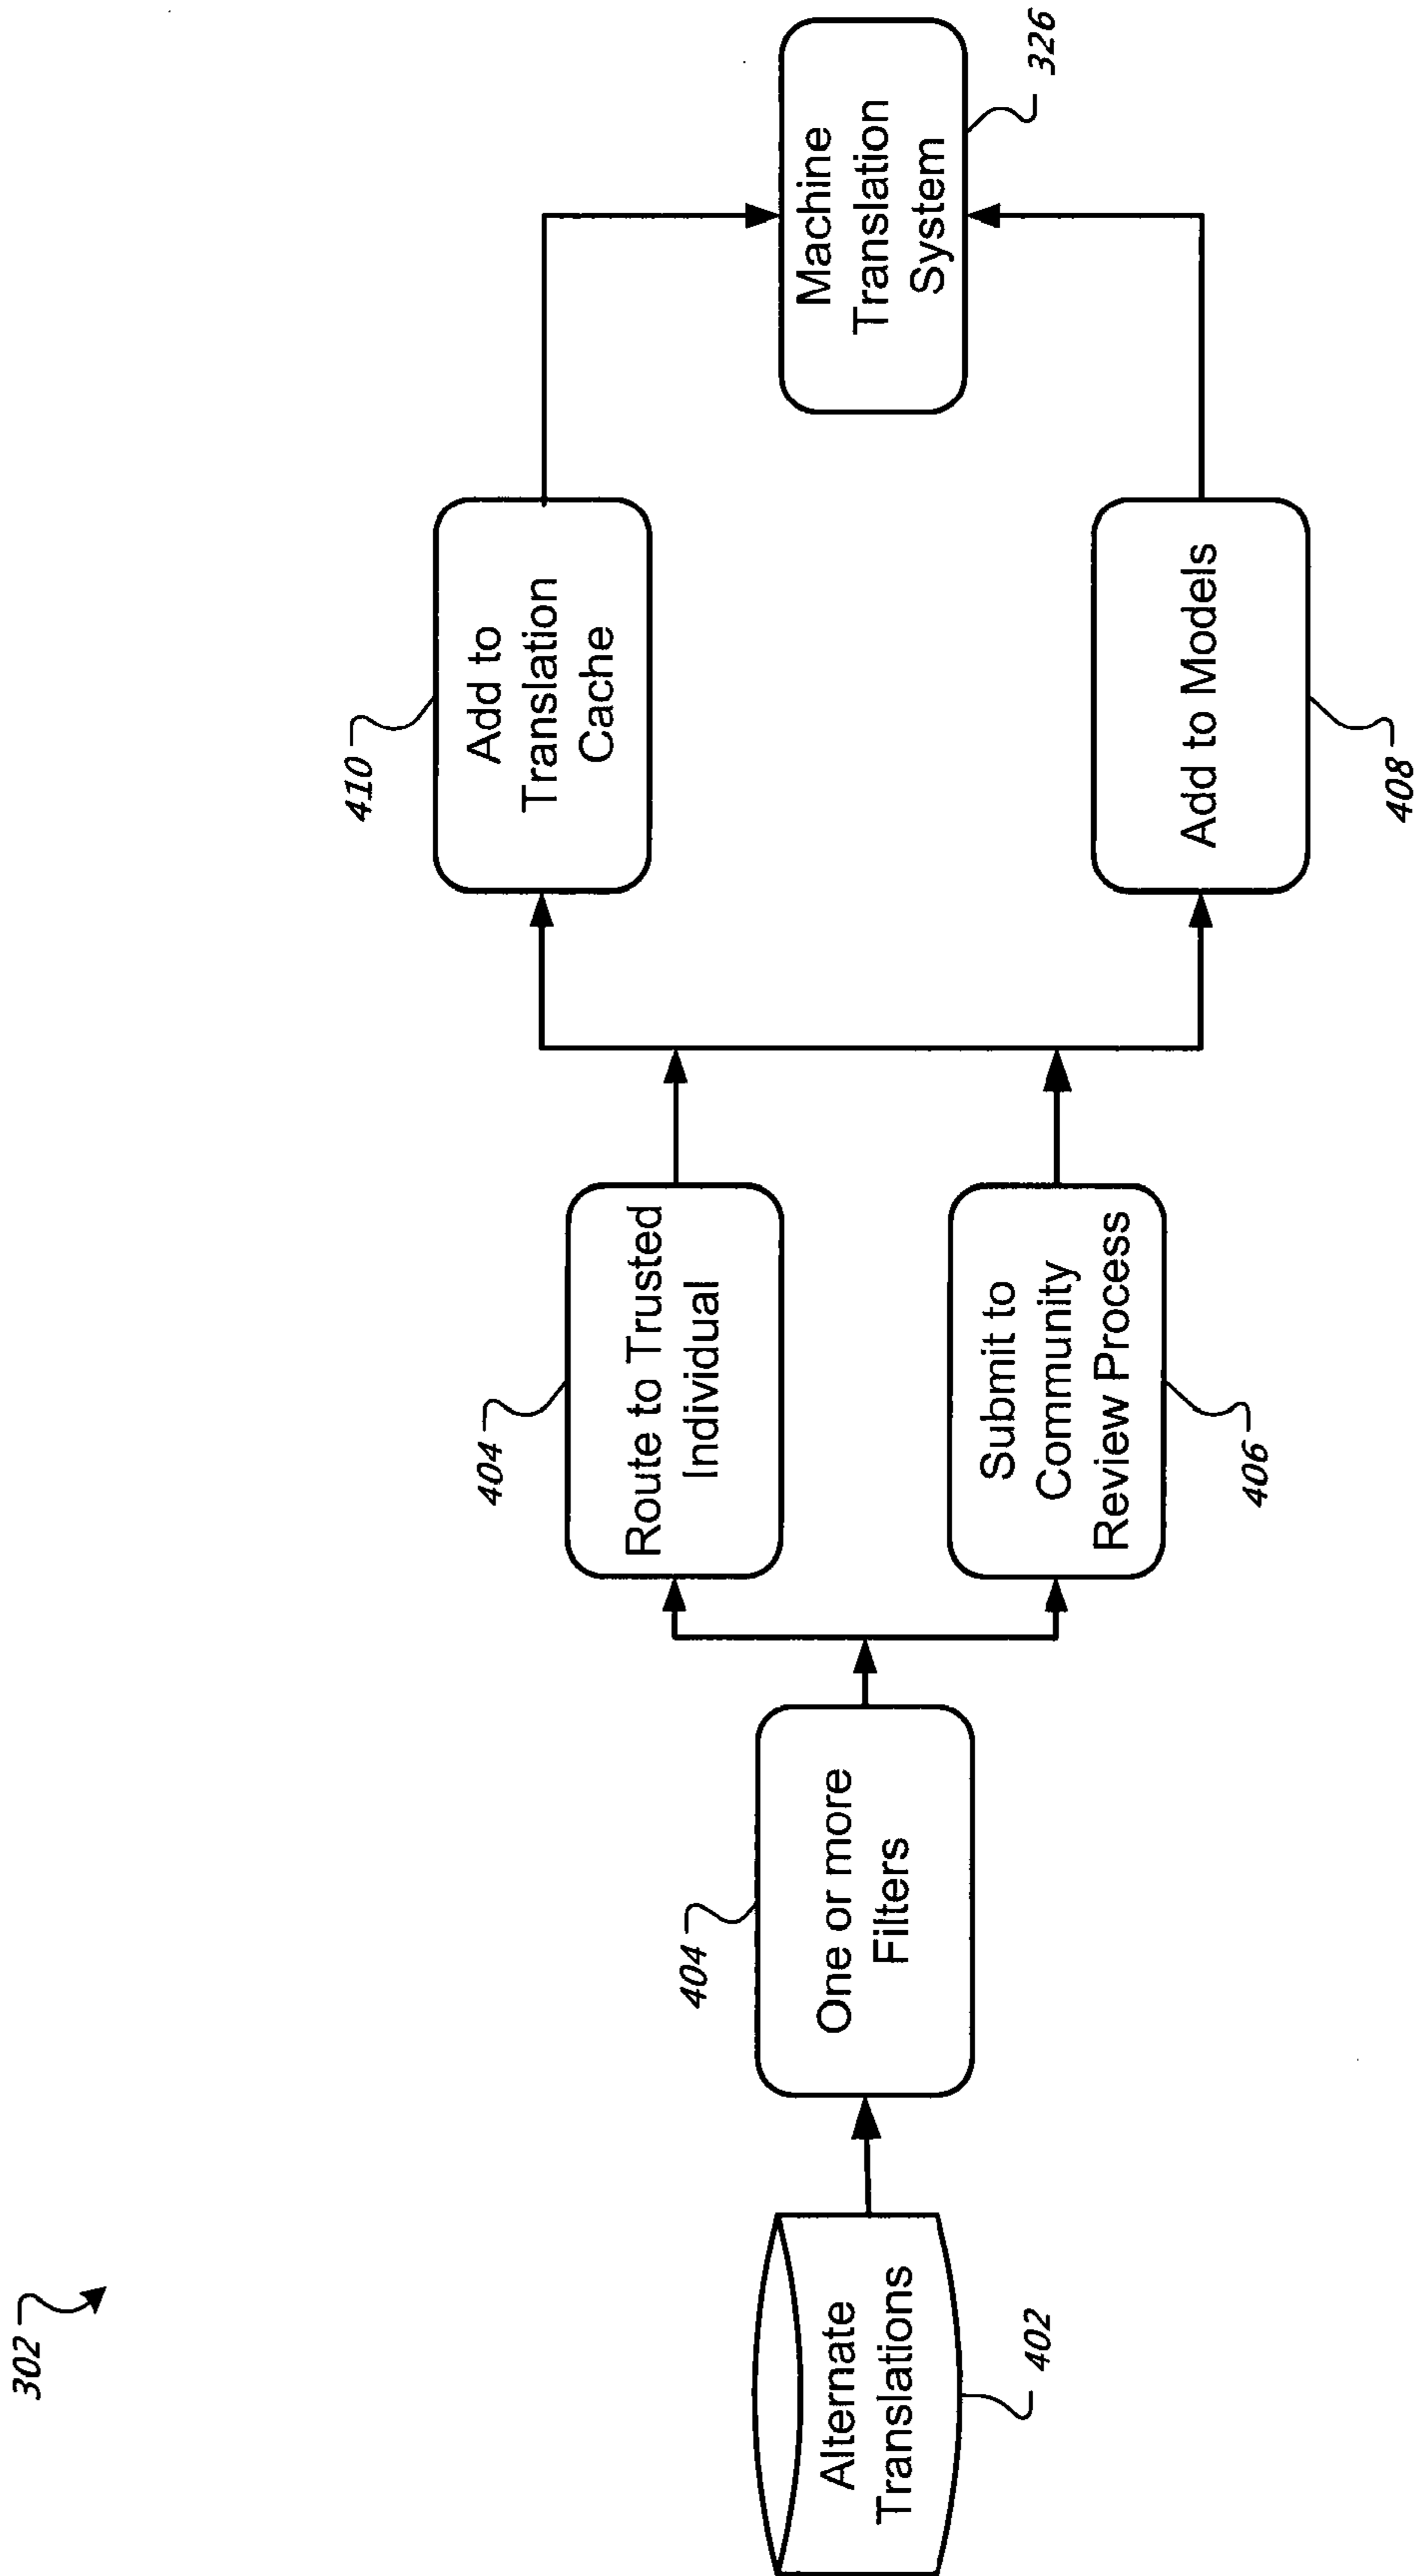 302
Alternate
Translations
402
404
One or more
Filters
404
Route to Trusted
Individual
Submit to
Community
Review Process
406
410
Add to
Translation
Cache
Add to Models
408
Machine
Translation
System
326